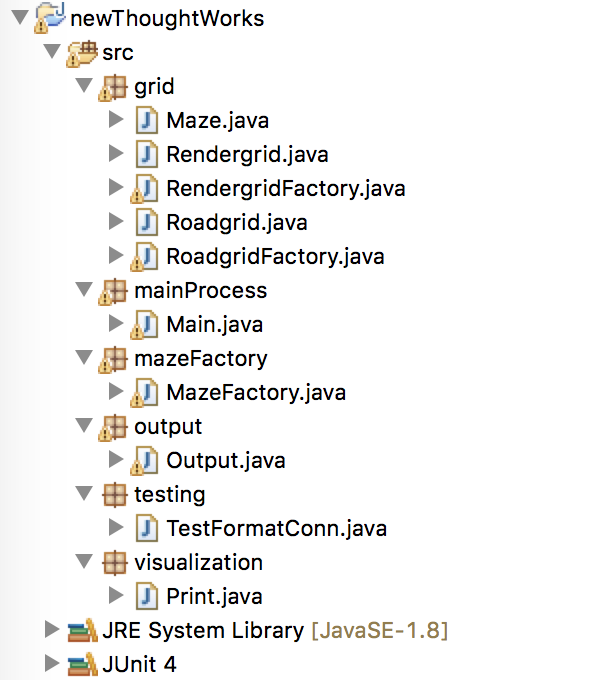 newThoughtWorks
src
grid
Maze.java
Rendergrid.java
RendergridFactory.java
Roadgrid.java
RoadgridFactory.java
mainProcess
Main.java
mazeFactory
MazeFactory.java
output
Output.java
testing
TestFormatConn.java
visualization
Print.java
JRE System Library [JavaSE-1.8]
JUnit 4